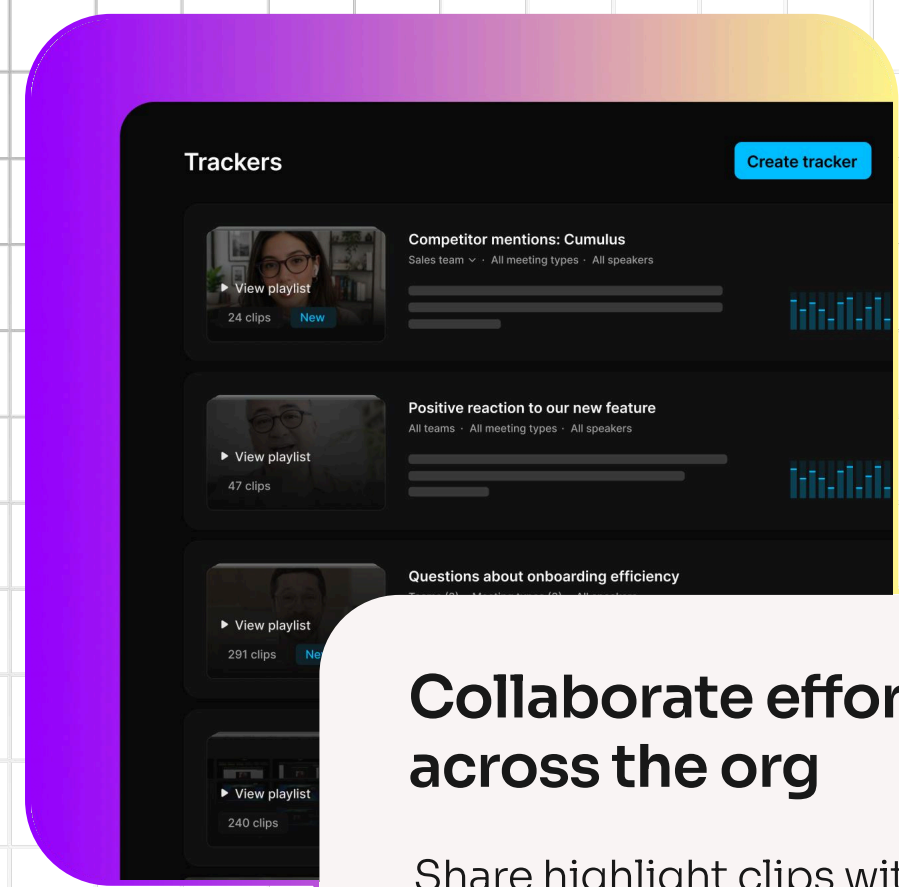 Trackers
Create tracker
Competitor mentions: Cumulus
Sales team · All meeting types · All speakers
View playlist
24 clips
New
Positive reaction to our new feature
All teams · All meeting types · All speakers
View playlist
47 clips
Questions about onboarding efficiency
View playlist
291 clips
View playlist
240 clips
Collaborate
across the org
Share highlight clips